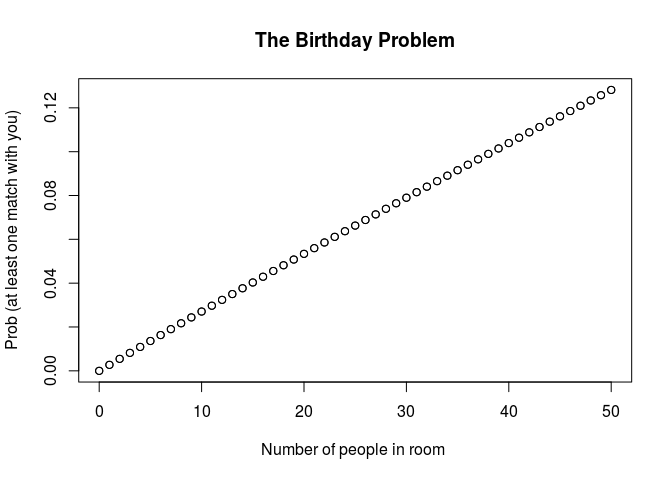 The Birthday Problem
Prob (at least one match with you)
0.12
0.08
0.04
0.00
0 10 20 30 40 50
Number of people in room